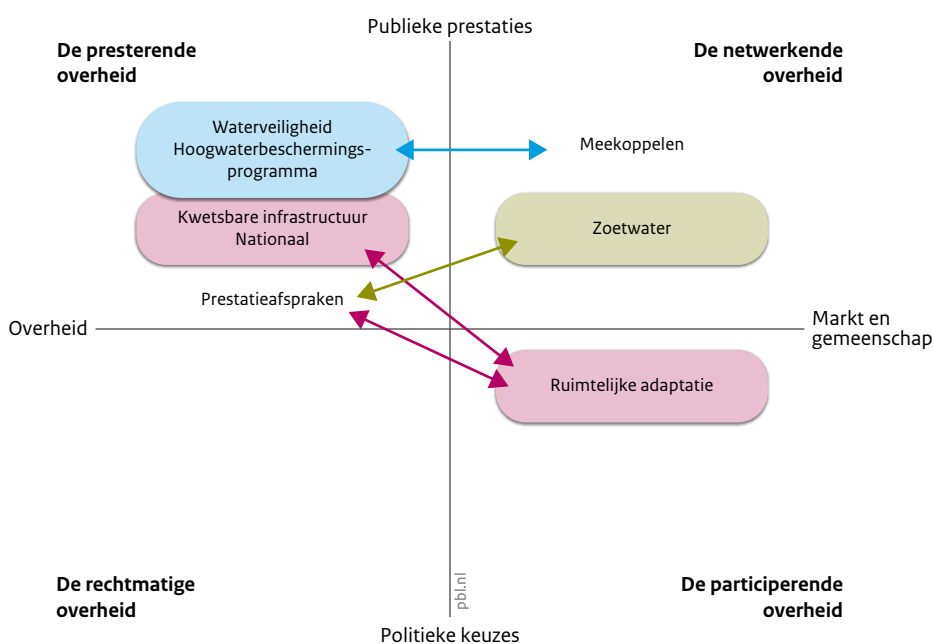 Publieke prestaties
De presterende
overheid
De netwerkende
overheid
Waterveiligheid
Hoogwaterbeschermings-
programma
Meekoppelen
Kwetsbare infrastructuur
Nationaal
Zoetwater
Prestatieafspraken
Overheid
Markt en
gemeenschap
Ruimtelijke adaptatie
De rechtmatige
overheid
pbl.nl
De participerende
overheid
Politieke keuzes